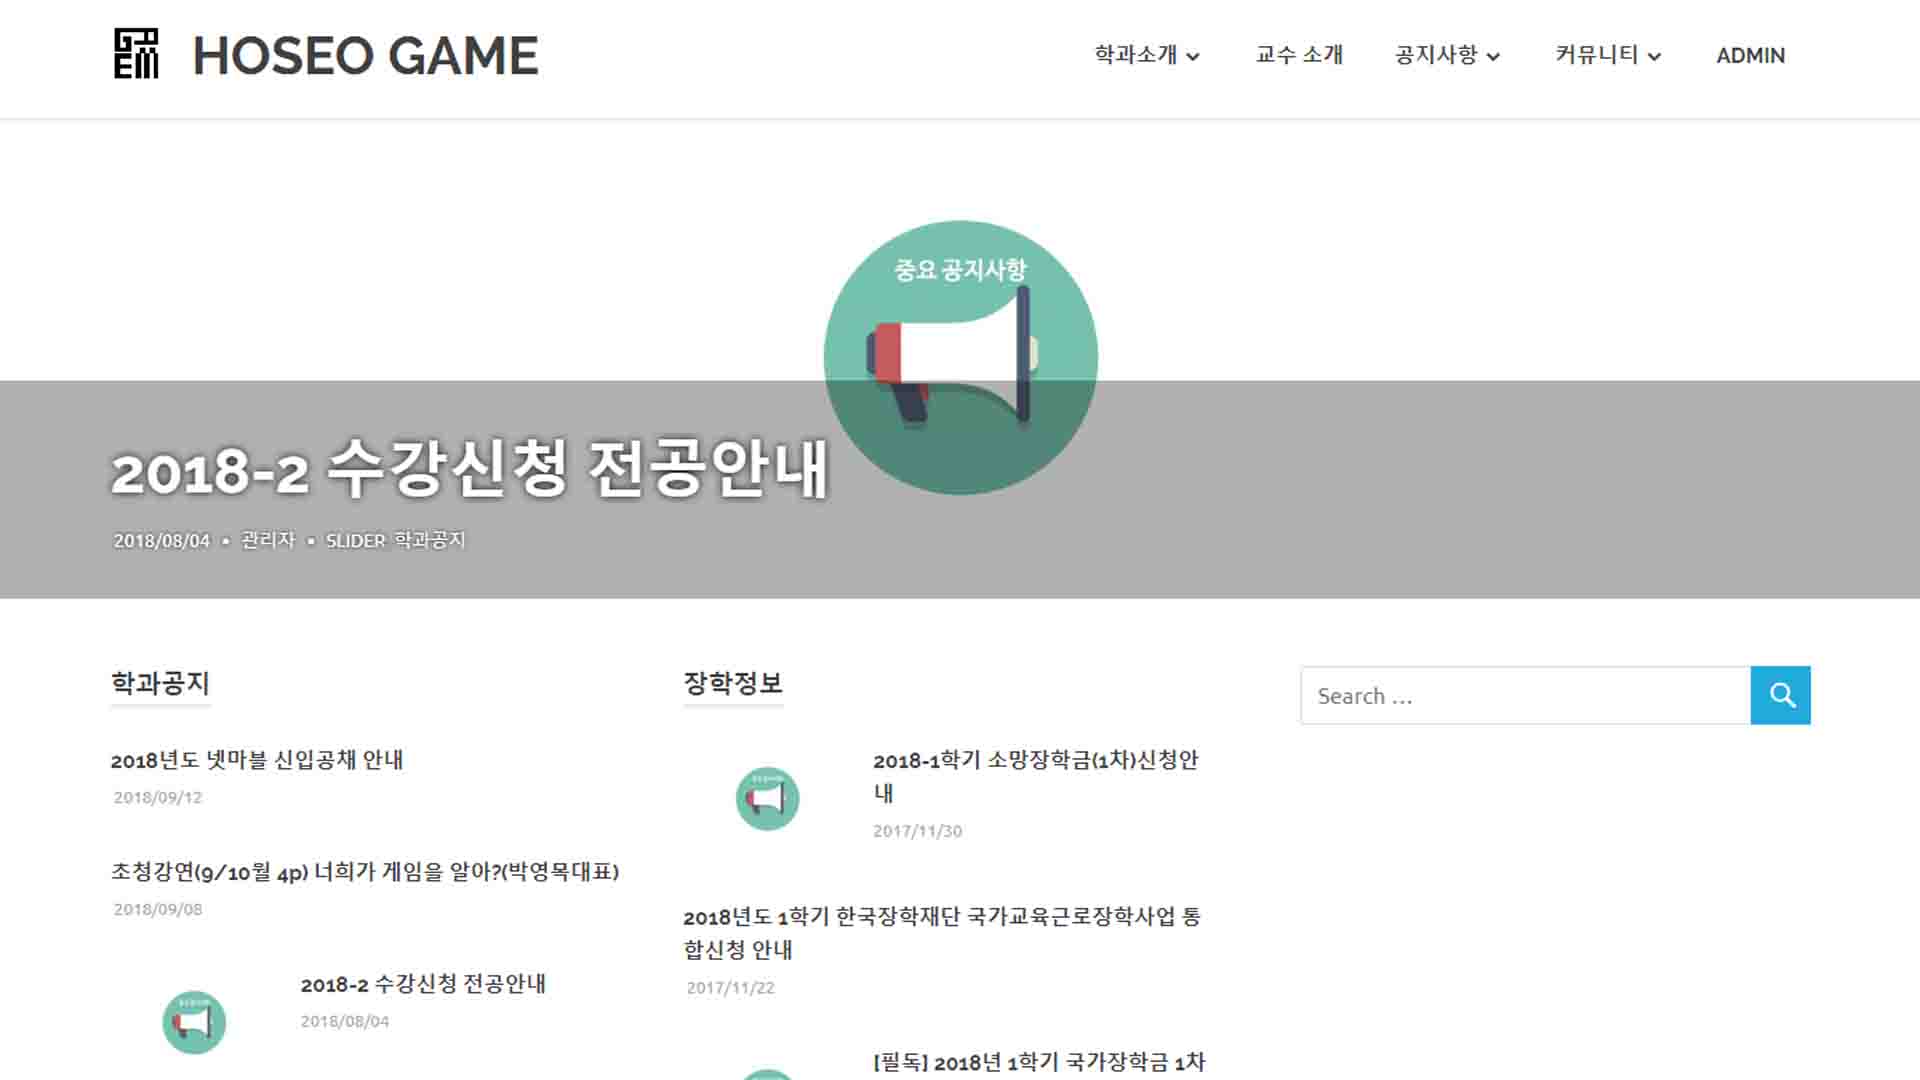 GAME
HOSEO GAME
학과소개
교수 소개
공지사항
커뮤니티
ADMIN
중요 공지사항
2018-2 수강신청 전공안내
2018/08/04 ▪ 관리자 ▪ SLIDER 학과공지
학과공지
2018년도 넷마블 신입공채 안내
2018/09/12
초청강연(9/10월 4p) 너희가 게임을 알아?(박영목대표)
2018/09/08
2018-2 수강신청 전공안내
2018/08/04
장학정보
2018-1학기 소망장학금(1차)신청안
내
2017/11/30
2018년도 1학기 한국장학재단 국가교육근로장학사업 통
합신청 안내
2017/11/22
[필독] 2018년 1학기 국가장학금 1차
Search …